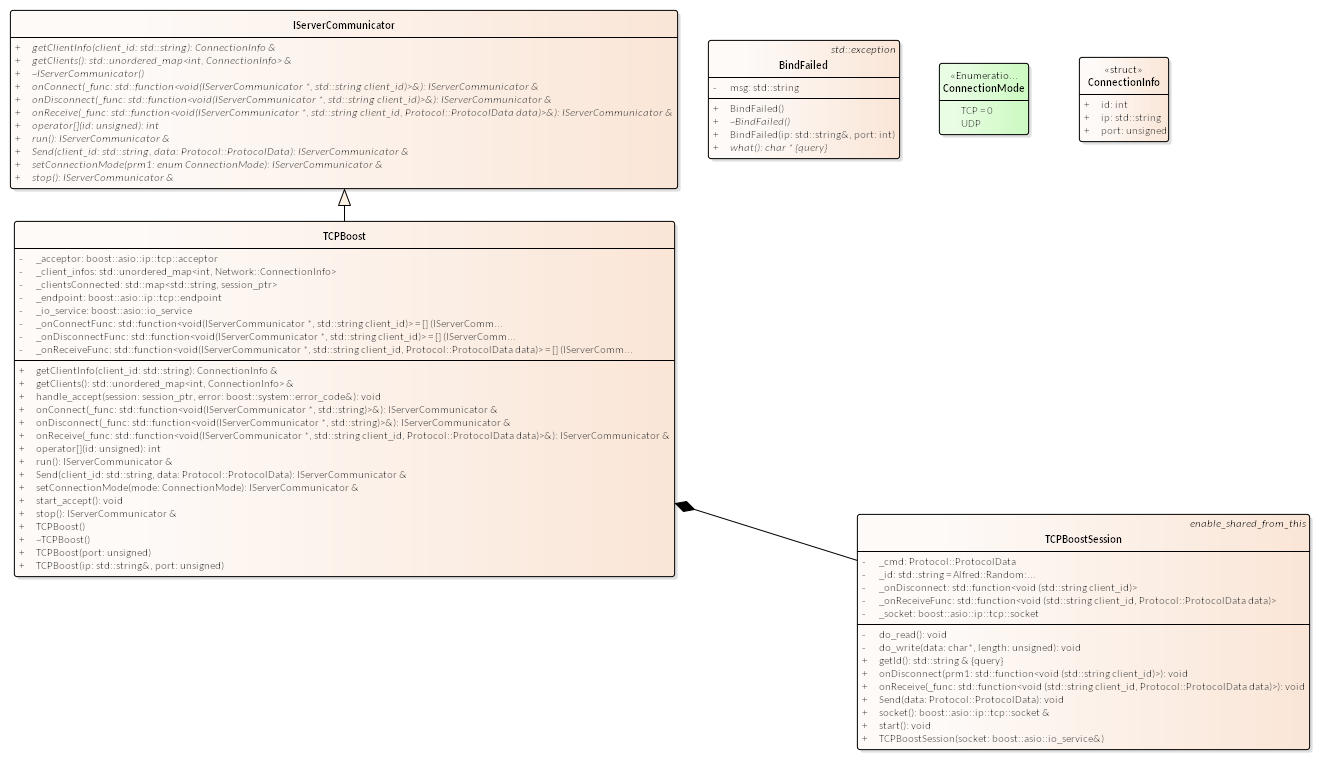 IServerCommunicator
+ getClientInfo(client_id: std::string): ConnectionInfo &
+ getClients(): std::unordered_map<int, ConnectionInfo> &
+ ~IServerCommunicator()
+ onConnect(_func: std::function<void(IServerCommunicator *, std::string client_id)>&): IServerCommunicator &
+ onDisconnect(_func: std::function<void(IServerCommunicator *, std::string client_id)>&): IServerCommunicator &
+ onReceive(_func: std::function<void(IServerCommunicator *, std::string client_id, Protocol::ProtocolData data)>&): IServerCommunicator &
+ operator[](id: unsigned): int
+ run(): IServerCommunicator &
+ Send(client_id: std::string, data: Protocol::ProtocolData): IServerCommunicator &
+ setConnectionMode(prm1: enum ConnectionMode): IServerCommunicator &
+ stop(): IServerCommunicator &
std::exception
BindFailed
- msg: std::string
+ BindFailed()
+ ~BindFailed()
+ BindFailed(ip: std::string&, port: int)
+ what(): char * {query}
«Enumeratio...
ConnectionMode
TCP = 0
UDP
«struct»
ConnectionInfo
+ id: int
+ ip: std::string
+ port: unsigned
TCPBoost
- _acceptor: boost::asio::ip::tcp::acceptor
- _client_infos: std::unordered_map<int, Network::ConnectionInfo>
- _clientsConnected: std::map<std::string, session_ptr>
- _endpoint: boost::asio::ip::tcp::endpoint
- _io_service: boost::asio::io_service
- _onConnectFunc: std::function<void(IServerCommunicator *, std::string client_id)> = [] (IServerComm...
- _onDisconnectFunc: std::function<void(IServerCommunicator *, std::string client_id)> = [] (IServerComm...
- _onReceiveFunc: std::function<void(IServerCommunicator *, std::string client_id, Protocol::ProtocolData data)> = [] (IServerComm...
+ getClientInfo(client_id: std::string): ConnectionInfo &
+ getClients(): std::unordered_map<int, ConnectionInfo> &
+ handle_accept(session: session_ptr, error: boost::system::error_code&): void
+ onConnect(_func: std::function<void(IServerCommunicator *, std::string)>&): IServerCommunicator &
+ onDisconnect(_func: std::function<void(IServerCommunicator *, std::string)>&): IServerCommunicator &
+ onReceive(_func: std::function<void(IServerCommunicator *, std::string client_id, Protocol::ProtocolData data)>&): IServerCommunicator &
+ operator[](id: unsigned): int
+ run(): IServerCommunicator &
+ Send(client_id: std::string, data: Protocol::ProtocolData): IServerCommunicator &
+ setConnectionMode(mode: ConnectionMode): IServerCommunicator &
+ start_accept(): void
+ stop(): IServerCommunicator &
+ TCPBoost()
+ ~TCPBoost()
+ TCPBoost(port: unsigned)
+ TCPBoost(ip: std::string&, port: unsigned)
enable_shared_from_this
TCPBoostSession
- _cmd: Protocol::ProtocolData
- _id: std::string = Alfred::Random:...
- _onDisconnect: std::function<void (std::string client_id)>
- _onReceiveFunc: std::function<void (std::string client_id, Protocol::ProtocolData data)>
- _socket: boost::asio::ip::tcp::socket
- do_read(): void
- do_write(data: char*, length: unsigned): void
+ getId(): std::string & {query}
+ onDisconnect(prm1: std::function<void (std::string client_id)>): void
+ onReceive(_func: std::function<void (std::string client_id, Protocol::ProtocolData data)>): void
+ Send(data: Protocol::ProtocolData): void
+ socket(): boost::asio::ip::tcp::socket &
+ start(): void
+ TCPBoostSession(socket: boost::asio::io_service&)